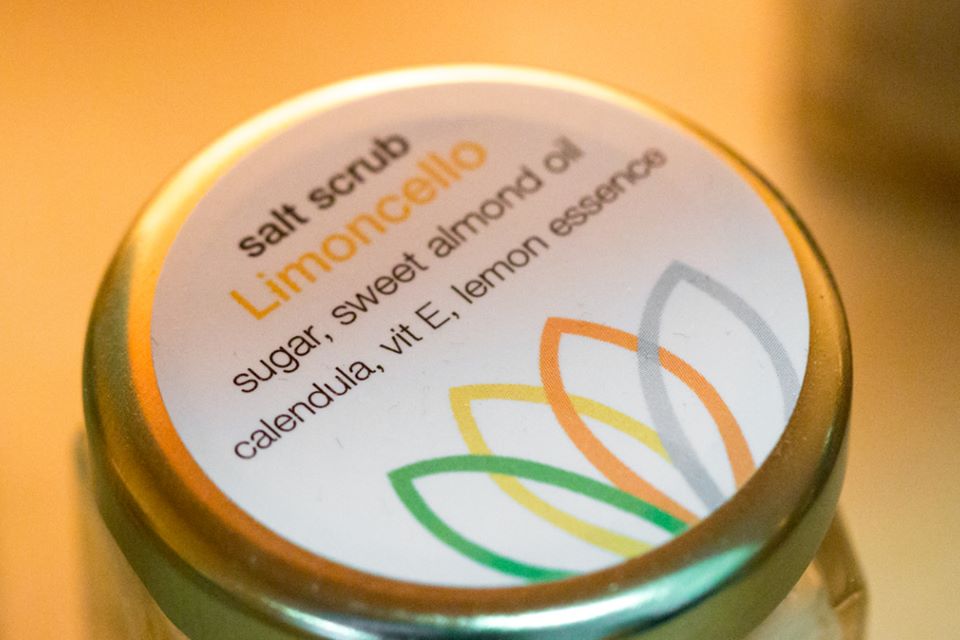 salt scrub
Limoncello
sugar, sweet almond oil
calendula, vit E, lemon essence